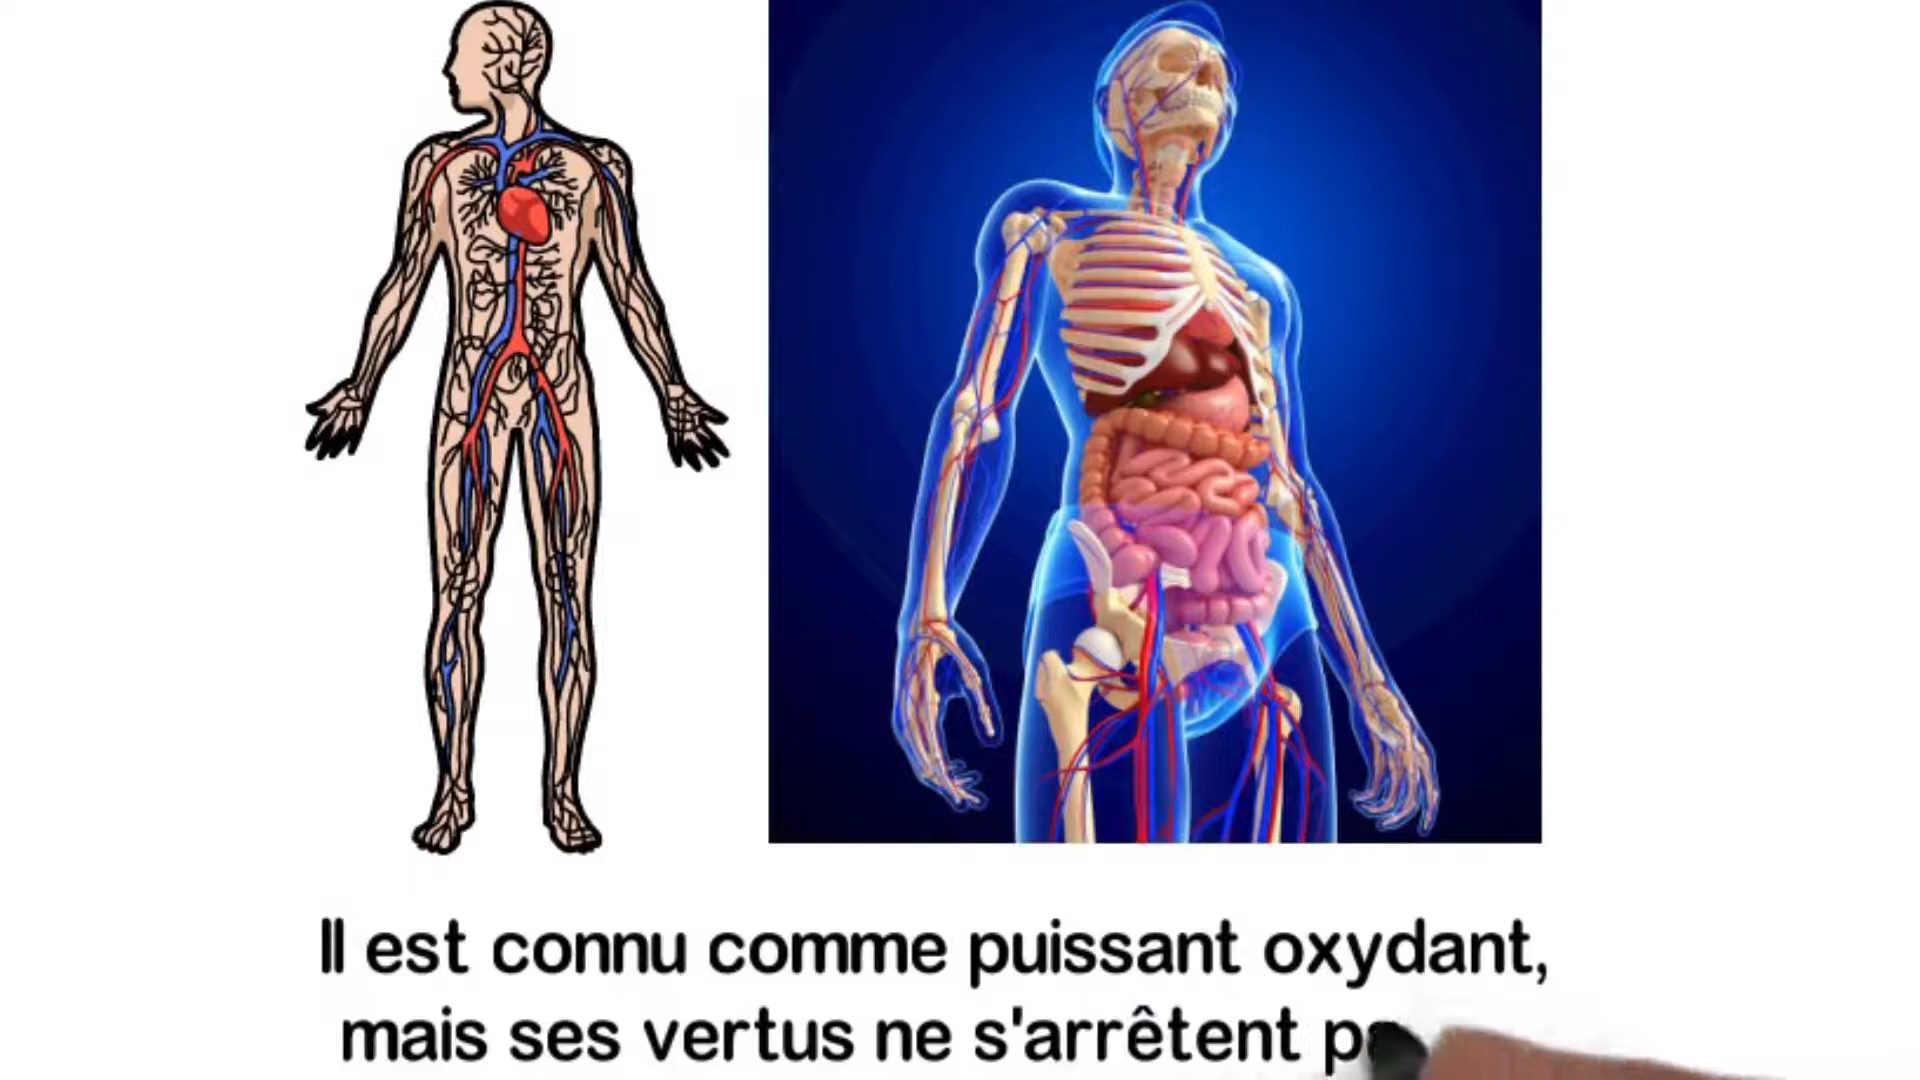 Il est connu comme puissant oxydant,
mais ses vertus ne s'arrêtent